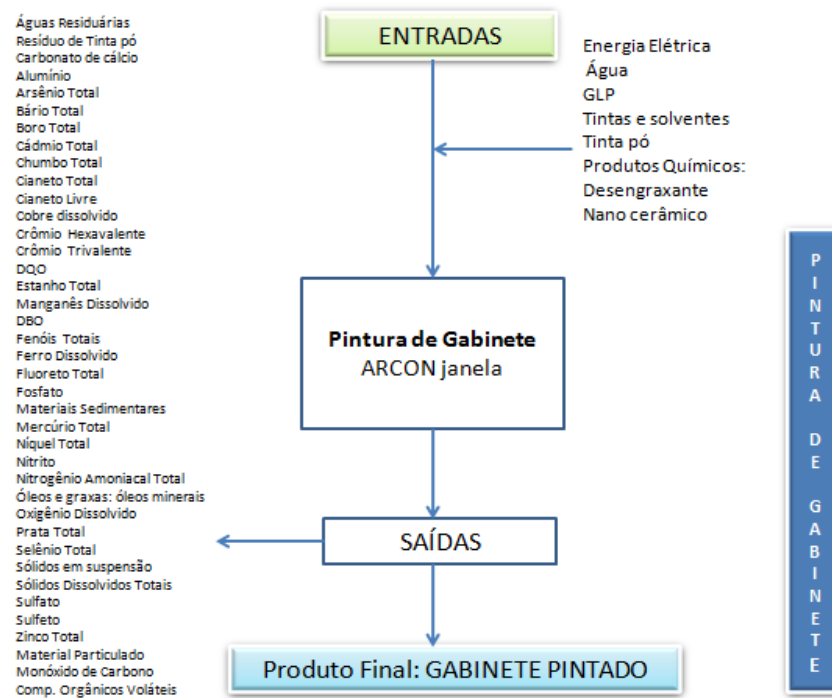 Águas Residuárias
Resíduo de Tinta pó
Carbonato de cálcio
Alumínio
Arsênio Total
Bário Total
Boro Total
Cádmio Total
Chumbo Total
Cianeto Total
Cianeto Livre
Cobre dissolvido
Crômio Hexavalente
Crômio Trivalente
DQO
Estanho Total
Manganês Dissolvido
DBO
Fenóis Totais
Ferro Dissolvido
Fluoreto Total
Fosfato
Materiais Sedimentares
Mercúrio Total
Níquel Total
Nitrito
Nitrogênio Amoniacal Total
Óleos e graxas: óleos minerais
Oxigênio Dissolvido
Prata Total
Selênio Total
Sólidos em suspensão
Sólidos Dissolvidos Totais
Sulfato
Sulfeto
Zinco Total
Material Particulado
Monóxido de Carbono
Comp. Orgânicos Voláteis
ENTRADAS
Energia Elétrica
Água
GLP
Tintas e solventes
Tinta pó
Produtos Químicos:
Desengraxante
Nano cerâmico
Pintura de Gabinete
ARCON janela
SAÍDAS
Produto Final: GABINETE PINTADO
PINTURA DE GABINETE